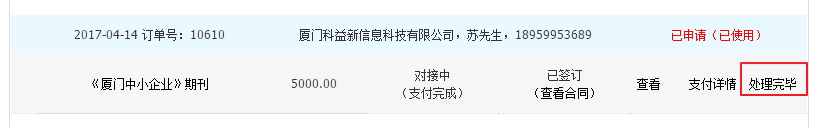 2017-04-14 订单号：10610 厦门科益新信息科技有限公司，苏先生，18959953689 已申请（已使用）
《厦门中小企业》期刊 5000.00 对接中 已签订 查看 支付详情 处理完毕
（支付完成） （查看合同）